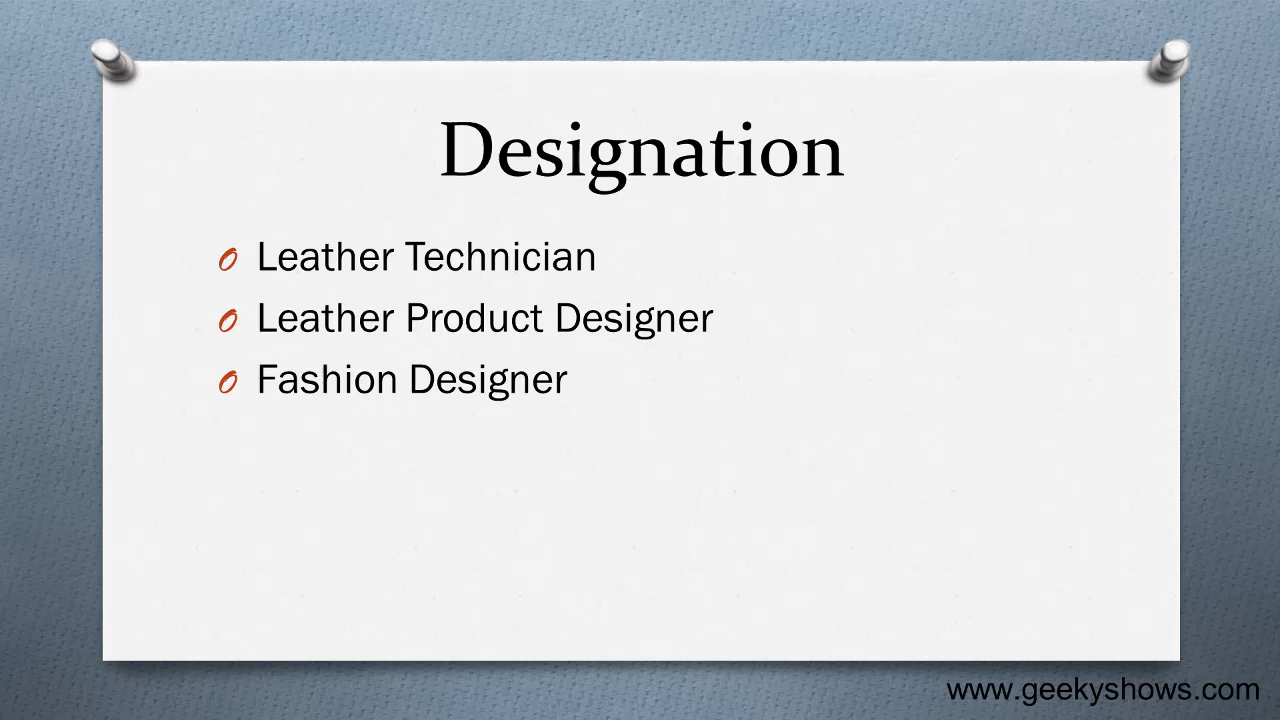 Designation
Leather Technician
Leather Product Designer
Fashion Designer
www.geekyshows.com